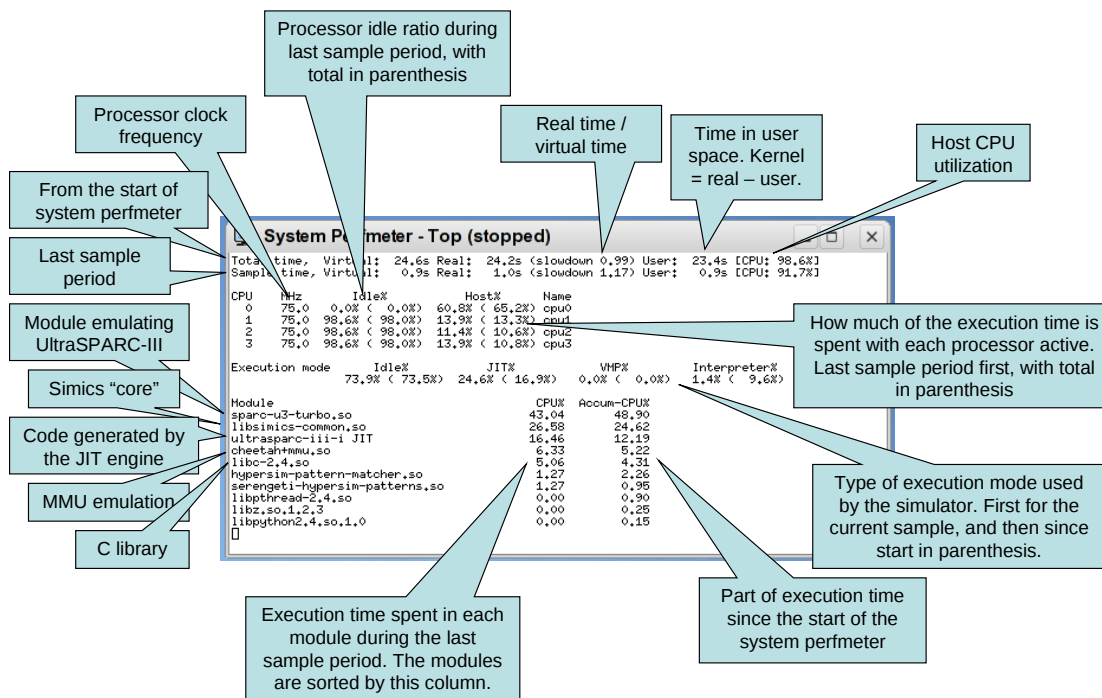 Processor idle ratio during
last sample period, with
total in parenthesis
Processor clock
frequency
Real time /
virtual time
Time in user
space. Kernel
= real – user.
Host CPU
utilization
From the start of
system perfmeter
Last sample
period
System Perfmeter - Top (stopped)
Total time, Virtual: 24.6s Real: 24.2s (slowdown 0.99) User: 23.4s [CPU: 98.6%]
Sample time, Virtual: 0.9s Real: 1.0s (slowdown 1.17) User: 0.9s [CPU: 91.7%]
CPU MHz Idle% Host% Name
0 75.0 0.0% ( 0.0%) 60.8% ( 65.2%) cpu0
1 75.0 98.6% ( 98.0%) 13.9% ( 13.3%) cpu1
2 75.0 98.6% ( 98.0%) 11.4% ( 10.6%) cpu2
3 75.0 98.6% ( 98.0%) 13.9% ( 10.8%) cpu3
Execution mode Idle% JIT% VMP% Interpreter%
73.9% ( 73.5%) 24.6% ( 16.9%) 0.0% ( 0.0%) 1.4% ( 9.6%)
Module CPU% Accum-CPU%
sparc-u3-turbo.so 43.04 48.90
libsimics-common.so 26.58 24.62
ultrasparc-iii-i JIT 16.46 12.19
cheetah+mmu.so 6.33 5.22
libc-2.4.so 5.06 4.31
hypersim-pattern-matcher.so 1.27 2.26
serengeti-hypersim-patterns.so 1.27 0.95
libpthread-2.4.so 0.00 0.90
libz.so.1.2.3 0.00 0.25
libpython2.4.so.1.0 0.00 0.15
Module emulating
UltraSPARC-III
Simics “core”
Code generated by
the JIT engine
MMU emulation
C library
How much of the execution time is
spent with each processor active.
Last sample period first, with total
in parenthesis
Type of execution mode used
by the simulator. First for the
current sample, and then since
start in parenthesis.
Execution time spent in each
module during the last
sample period. The modules
are sorted by this column.
Part of execution time
since the start of the
system perfmeter